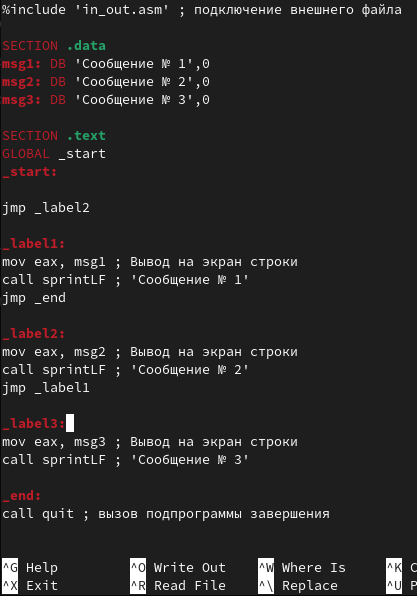 %include 'in_out.asm' ; подключение внешнего файла
SECTION .data
msg1: DB 'Сообщение № 1',0
msg2: DB 'Сообщение № 2',0
msg3: DB 'Сообщение № 3',0
SECTION .text
GLOBAL _start
_start:
jmp _label2
_label1:
mov eax, msg1 ; Вывод на экран строки
call sprintLF ; 'Сообщение № 1'
jmp _end
_label2:
mov eax, msg2 ; Вывод на экран строки
call sprintLF ; 'Сообщение № 2'
jmp _label1
_label3:
mov eax, msg3 ; Вывод на экран строки
call sprintLF ; 'Сообщение № 3'
_end:
call quit ; вызов подпрограммы завершения
^G Help ^O Write Out ^W Where Is ^K
^X Exit ^R Read File ^\ Replace ^U